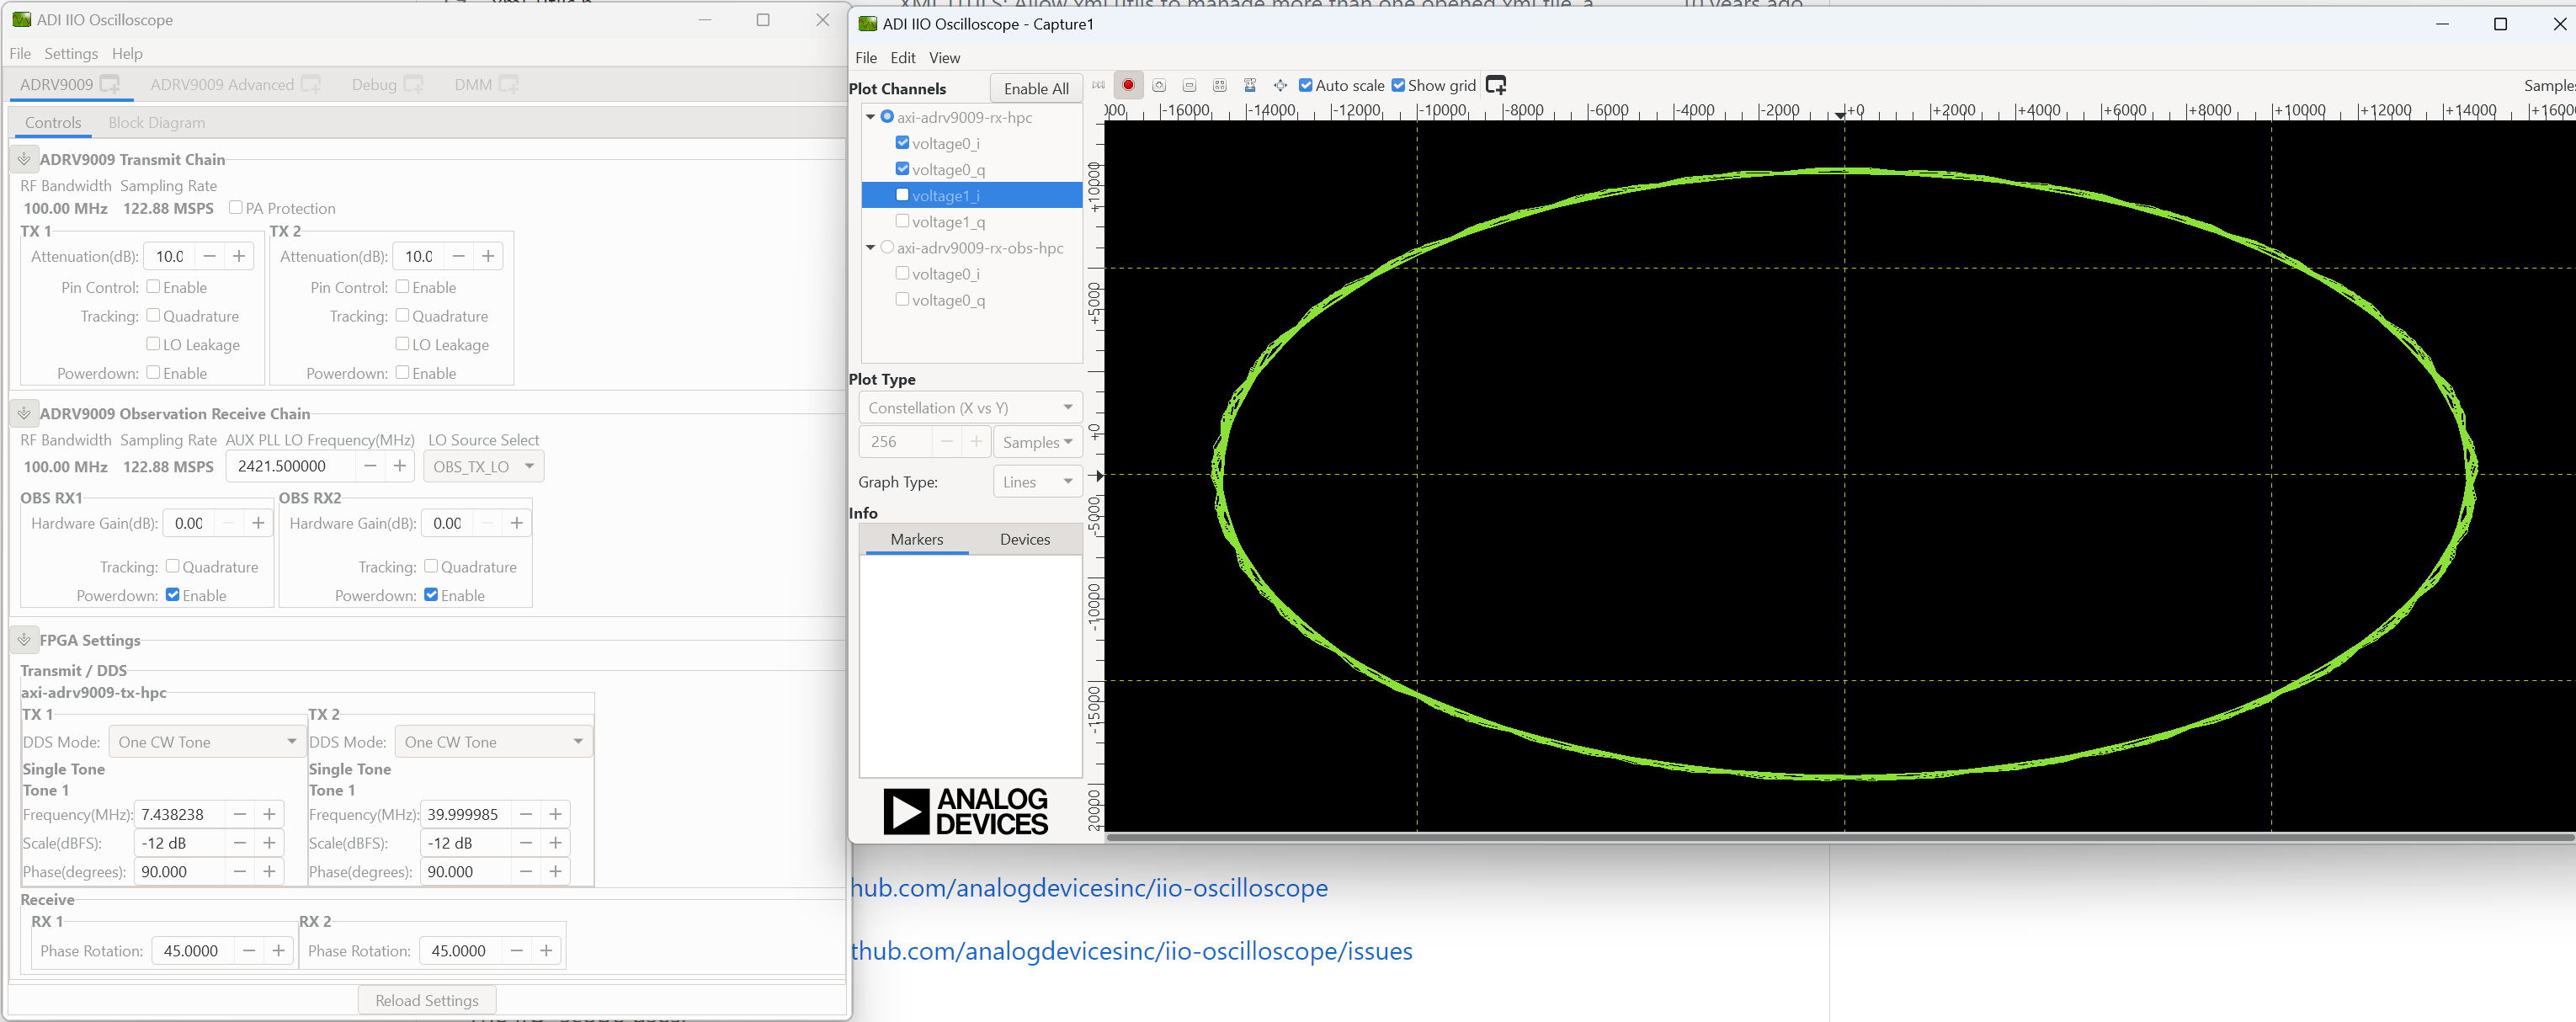 ADI IIO Oscilloscope
File Settings Help
ADRV9009 ADRV9009 Advanced Debug DMM
Controls Block Diagram
ADRV9009 Transmit Chain
RF Bandwidth Sampling Rate
100.00 MHz 122.88 MSPS PA Protection
TX 1 TX 2
Attenuation(dB): 10.0 − + Attenuation(dB): 10.0 − +
Pin Control: Enable Pin Control: Enable
Tracking: Quadrature Tracking: Quadrature
LO Leakage LO Leakage
Powerdown: Enable Powerdown: Enable
ADRV9009 Observation Receive Chain
RF Bandwidth Sampling Rate AUX PLL LO Frequency(MHz) LO Source Select
100.00 MHz 122.88 MSPS 2421.500000 − + OBS_TX_LO
OBS RX1 OBS RX2
Hardware Gain(dB): 0.00 − + Hardware Gain(dB): 0.00 − +
Tracking: Quadrature Tracking: Quadrature
Powerdown: Enable Powerdown: Enable
FPGA Settings
Transmit / DDS
axi-adrv9009-tx-hpc
TX 1 TX 2
DDS Mode: One CW Tone DDS Mode: One CW Tone
Single Tone Single Tone
Tone 1 Tone 1
Frequency(MHz): 7.438238 − + Frequency(MHz): 39.999985 − +
Scale(dBFS): -12 dB − + Scale(dBFS): -12 dB − +
Phase(degrees): 90.000 − + Phase(degrees): 90.000 − +
Receive
RX 1 RX 2
Phase Rotation: 45.0000 − + Phase Rotation: 45.0000 − +
Reload Settings
10 years ago
ADI IIO Oscilloscope - Capture1
File Edit View
Plot Channels Enable All Auto scale Show grid Samples
axi-adrv9009-rx-hpc
voltage0_i
voltage0_q
voltage1_i
voltage1_q
axi-adrv9009-rx-obs-hpc
voltage0_i
voltage0_q
Plot Type
Constellation (X vs Y)
256 − + Samples
Graph Type: Lines
Info
Markers Devices
ANALOG
DEVICES
-16000 -14000 -12000 -10000 -8000 -6000 -4000 -2000 +0 +2000 +4000 +6000 +8000 +10000 +12000 +14000 +16000
+10000
+5000
+0
-5000
-10000
-15000
20000
hub.com/analogdevicesinc/iio-oscilloscope
thub.com/analogdevicesinc/iio-oscilloscope/issues